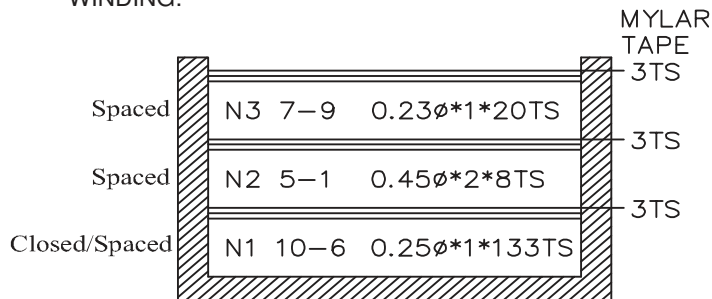 WINDING:
MYLAR
TAPE
3TS
Spaced N3 7-9 0.23ø*1*20TS
3TS
Spaced N2 5-1 0.45ø*2*8TS
3TS
Closed/Spaced N1 10-6 0.25ø*1*133TS